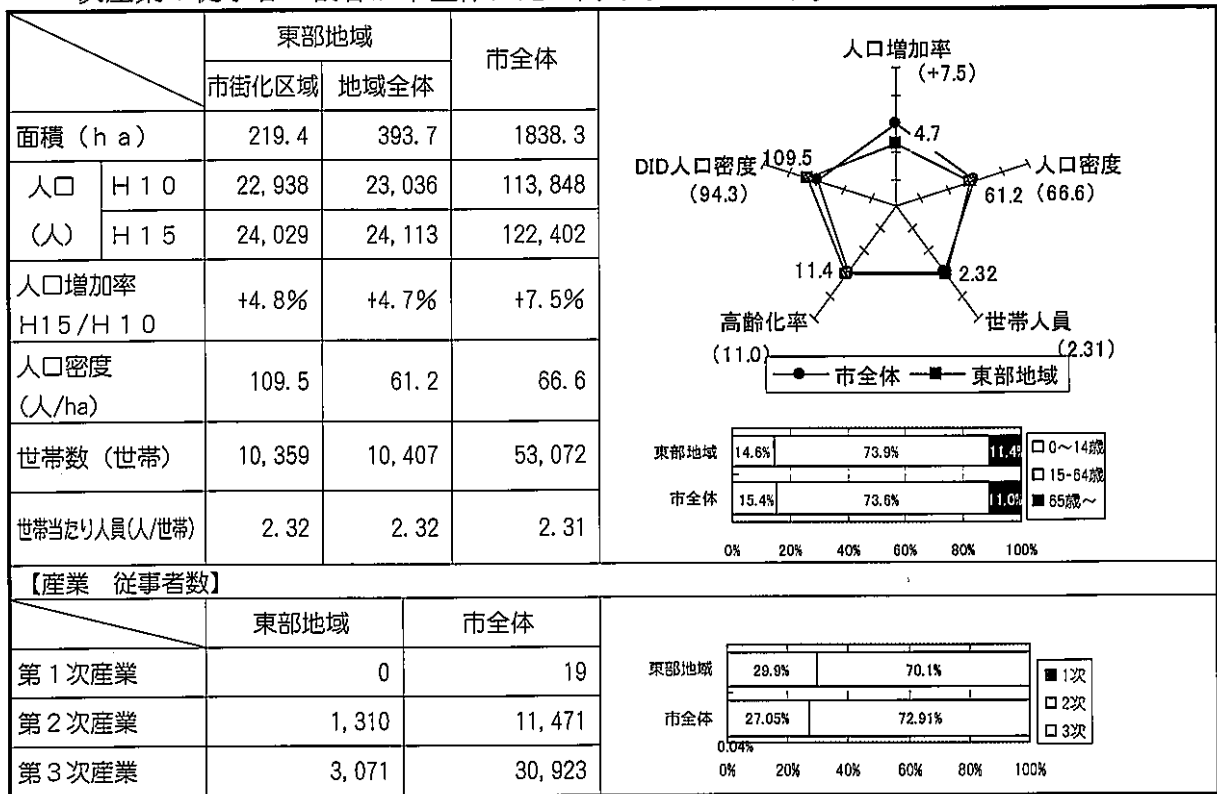 東部地域
市全体
市街化区域 地域全体
面積(ha) 219.4 393.7 1838.3
人口 H10 22,938 23,036 113,848
(人) H15 24,029 24,113 122,402
人口増加率
H15/H10 +4.8% +4.7% +7.5%
人口密度
(人/ha) 109.5 61.2 66.6
世帯数(世帯) 10,359 10,407 53,072
世帯当たり人員(人/世帯) 2.32 2.32 2.31
人口増加率
(+7.5)
4.7
DID人口密度 109.5 人口密度
(94.3) 61.2 (66.6)
11.4 2.32
高齢化率 世帯人員
(11.0) (2.31)
市全体 東部地域
東部地域 14.6% 73.9% 11.4%
市全体 15.4% 73.6% 11.0%
0% 20% 40% 60% 80% 100%
0~14歳
15-64歳
65歳~
【産業 従事者数】
東部地域 市全体
第1次産業 0 19
第2次産業 1,310 11,471
第3次産業 3,071 30,923
東部地域 29.9% 70.1%
市全体 27.05% 72.91%
0.04%
0% 20% 40% 60% 80% 100%
1次
2次
3次